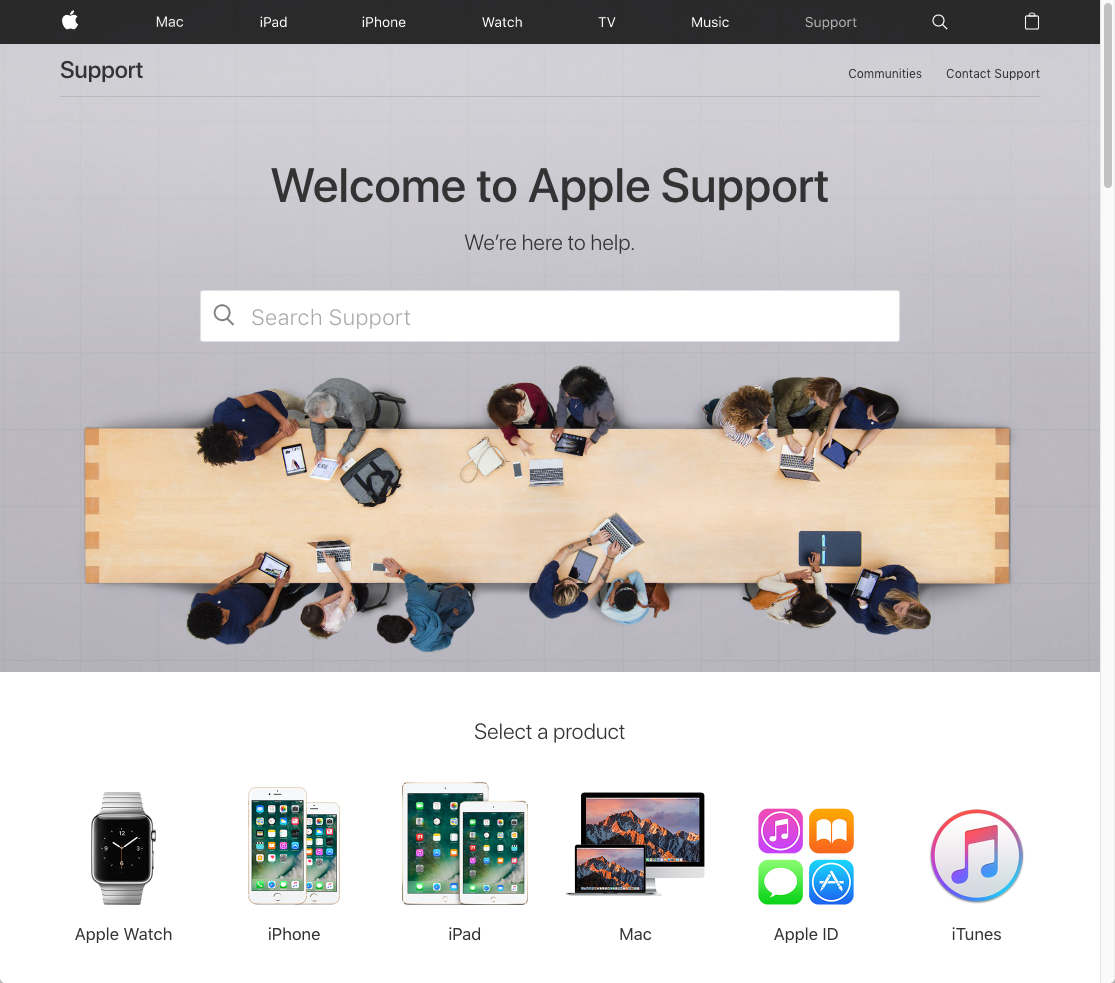 Mac iPad iPhone Watch TV Music Support
Support
Communities Contact Support
Welcome to Apple Support
We’re here to help.
Search Support
Select a product
Apple Watch iPhone iPad Mac Apple ID iTunes